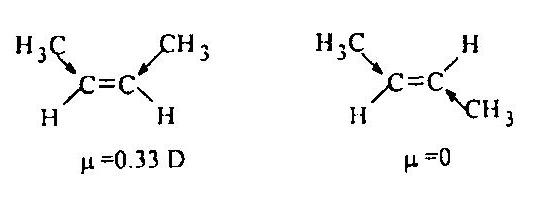 H3C CH3 H3C H
C=C C=C
H H H CH3
μ=0.33 D μ=0